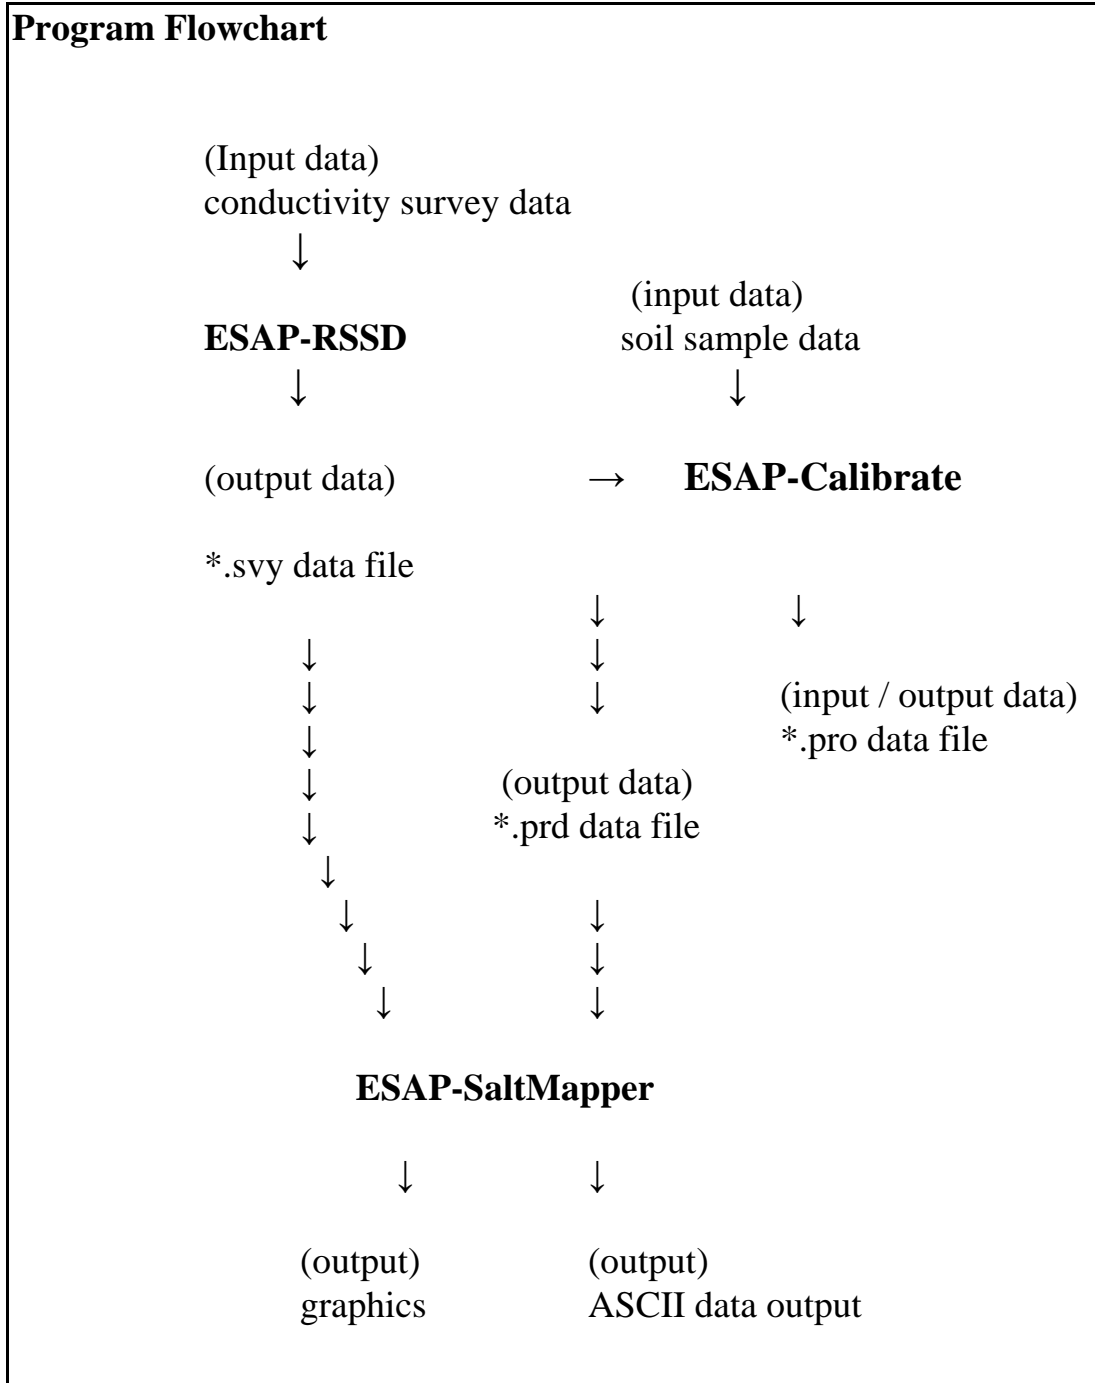 Program Flowchart
(Input data)
conductivity survey data
↓
(input data)
ESAP-RSSD soil sample data
↓ ↓
(output data) → ESAP-Calibrate
*.svy data file
↓ ↓
↓ ↓
↓ ↓ (input / output data)
↓ *.pro data file
↓ (output data)
↓ *.prd data file
↓
↓ ↓
↓ ↓
↓ ↓
ESAP-SaltMapper
↓ ↓
(output) (output)
graphics ASCII data output